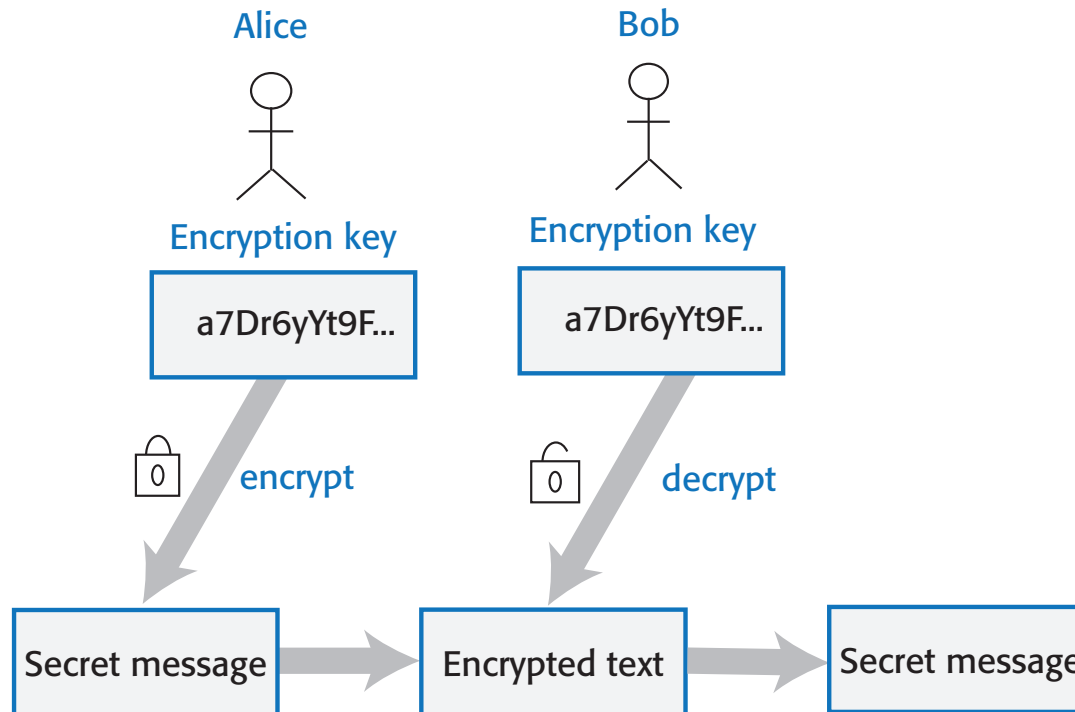 Alice
Bob
Encryption key
Encryption key
a7Dr6yYt9F...
a7Dr6yYt9F...
encrypt
decrypt
Secret message
Encrypted text
Secret message